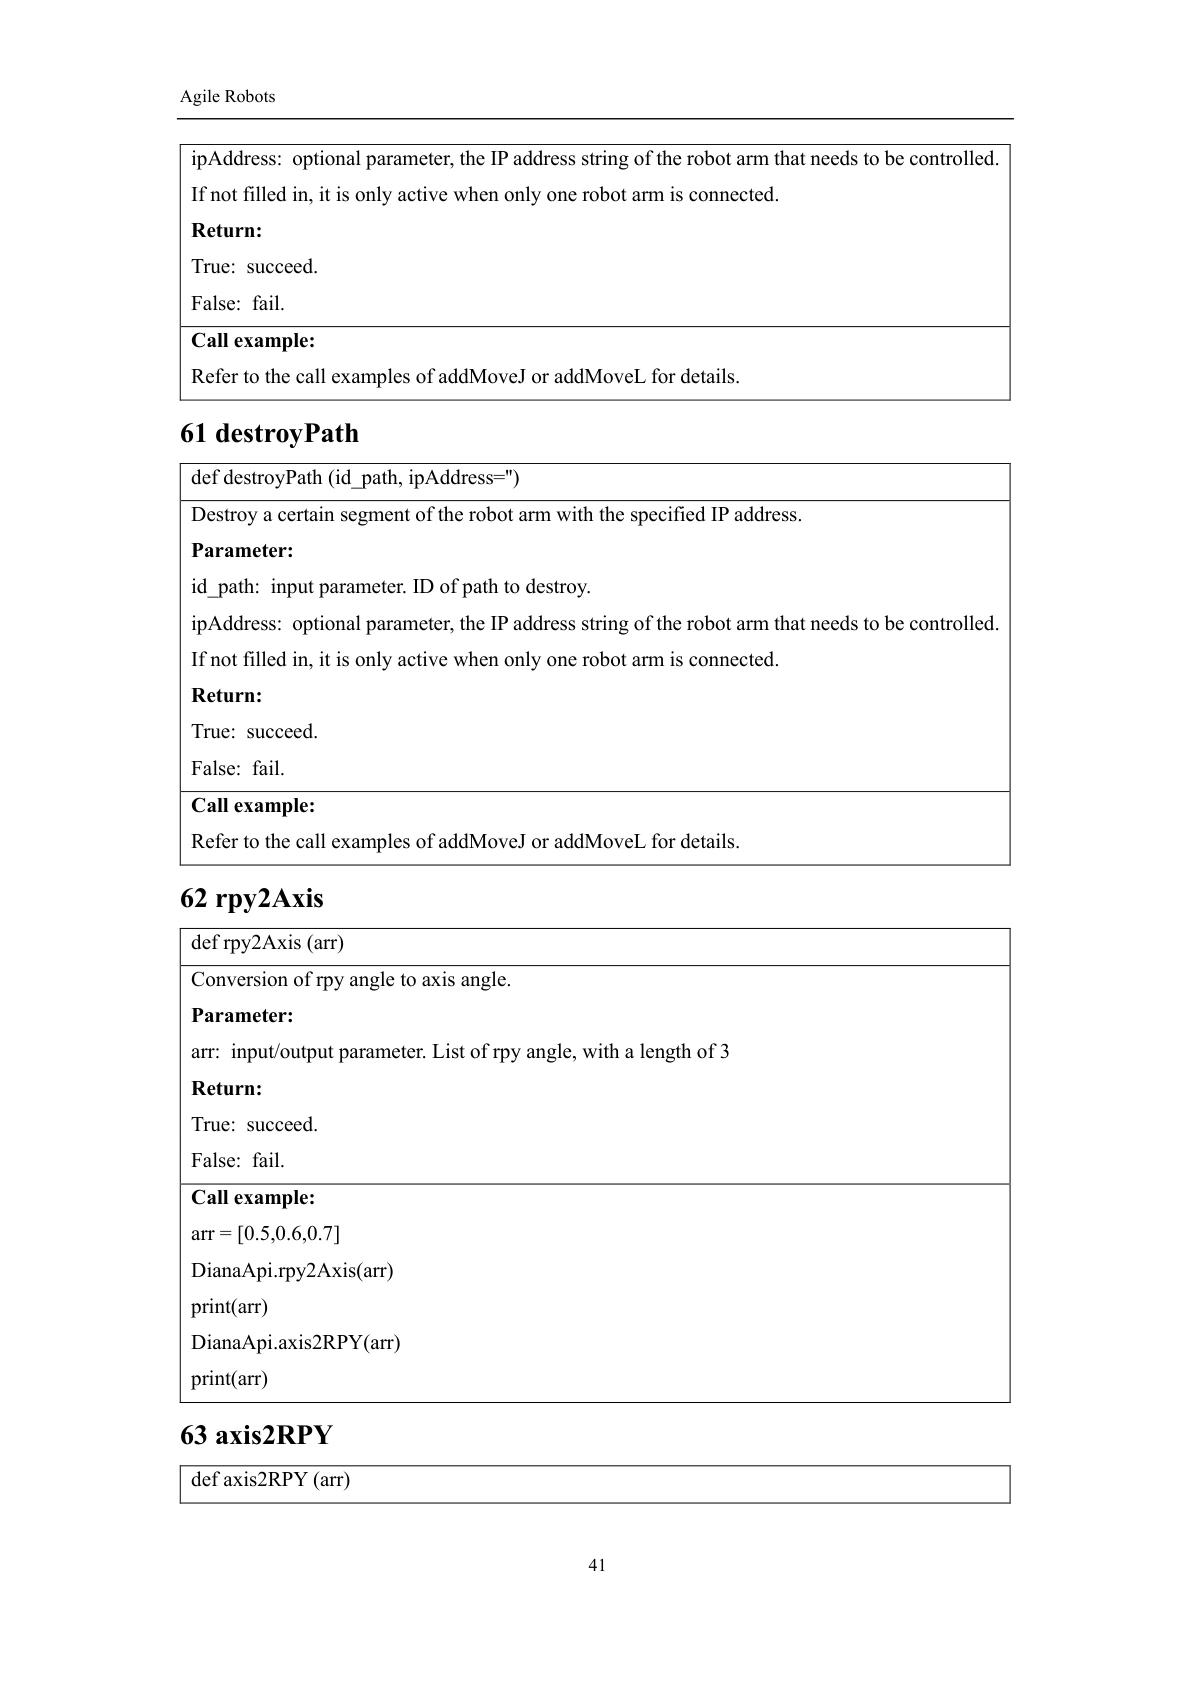 Agile Robots
ipAddress: optional parameter, the IP address string of the robot arm that needs to be controlled.
If not filled in, it is only active when only one robot arm is connected.
Return:
True: succeed.
False: fail.
Call example:
Refer to the call examples of addMoveJ or addMoveL for details.
61 destroyPath
def destroyPath (id_path, ipAddress='')
Destroy a certain segment of the robot arm with the specified IP address.
Parameter:
id_path: input parameter. ID of path to destroy.
ipAddress: optional parameter, the IP address string of the robot arm that needs to be controlled.
If not filled in, it is only active when only one robot arm is connected.
Return:
True: succeed.
False: fail.
Call example:
Refer to the call examples of addMoveJ or addMoveL for details.
62 rpy2Axis
def rpy2Axis (arr)
Conversion of rpy angle to axis angle.
Parameter:
arr: input/output parameter. List of rpy angle, with a length of 3
Return:
True: succeed.
False: fail.
Call example:
arr = [0.5,0.6,0.7]
DianaApi.rpy2Axis(arr)
print(arr)
DianaApi.axis2RPY(arr)
print(arr)
63 axis2RPY
def axis2RPY (arr)
41